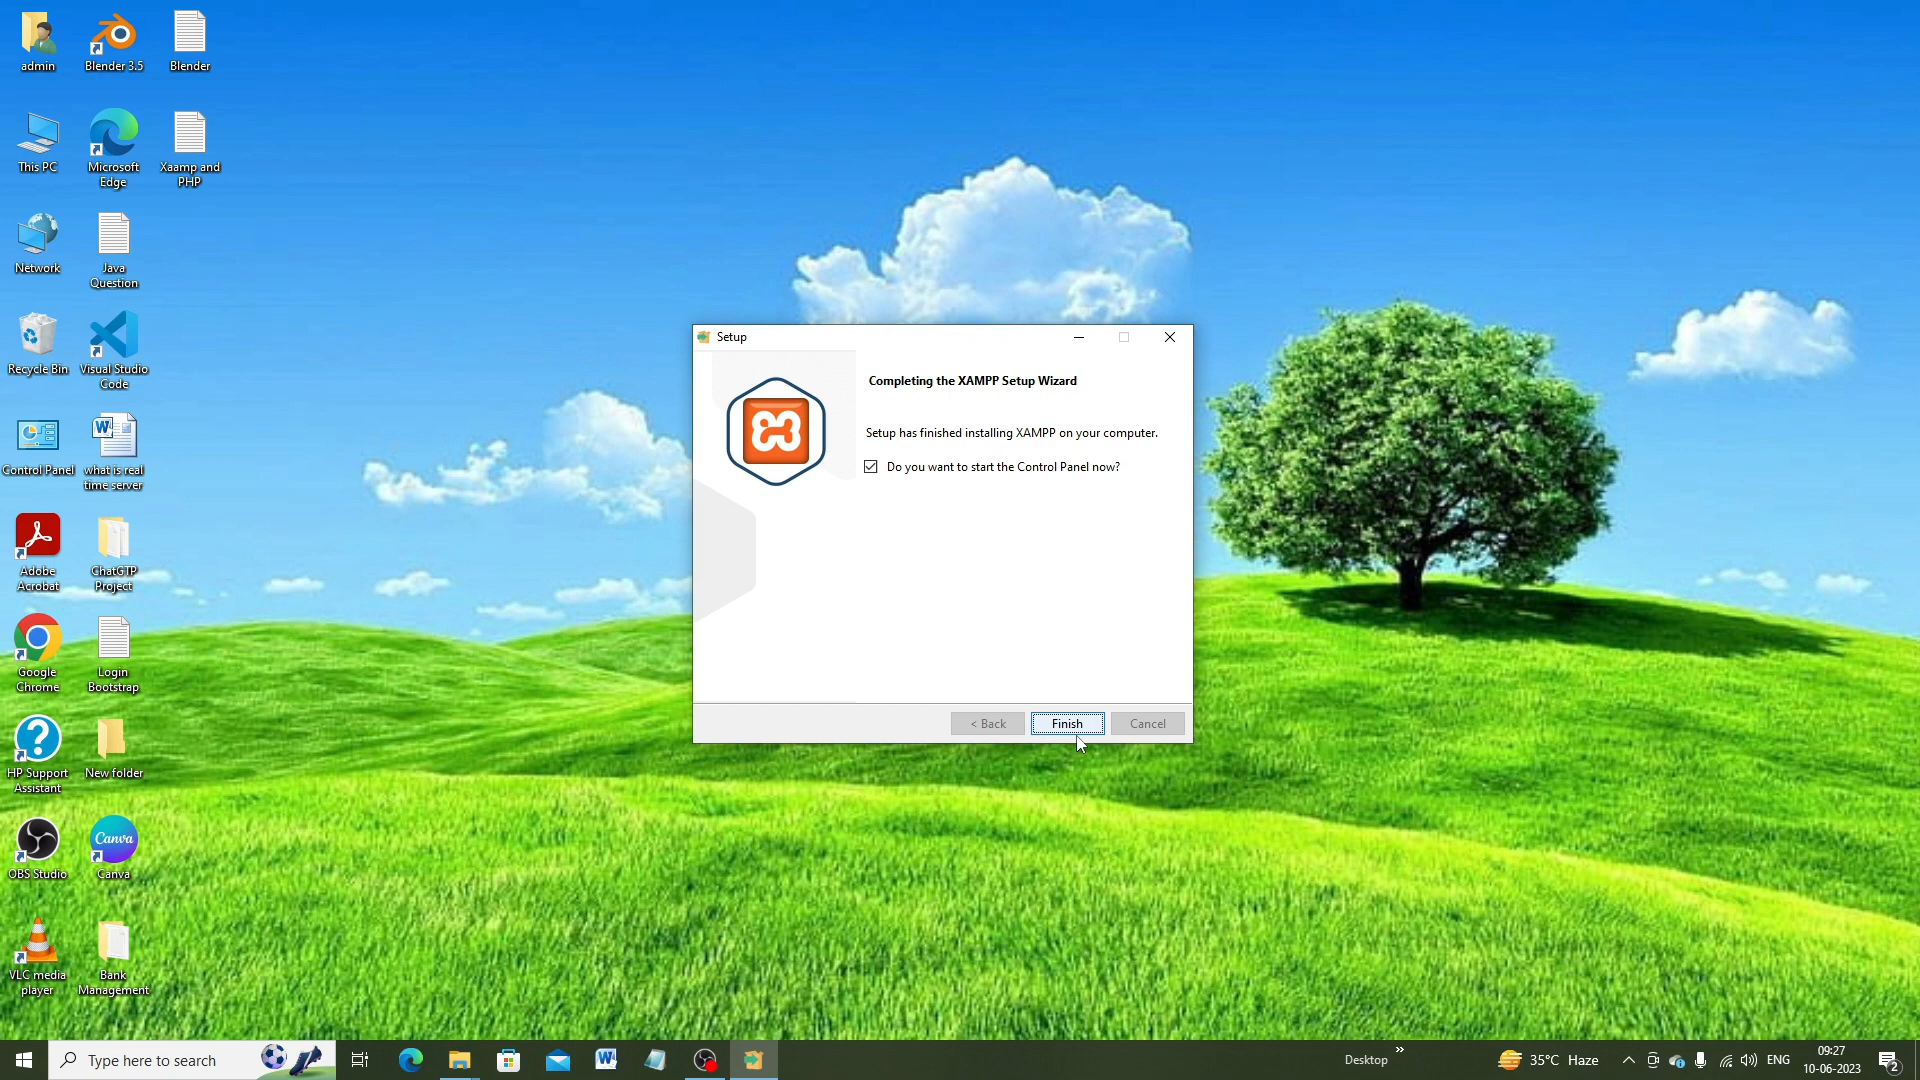 admin
Blender 3.5
Blender
This PC
Microsoft
Edge
Xaamp and
PHP
Network
Java
Question
Recycle Bin
Visual Studio
Code
Control Panel
what is real
time server
Adobe
Acrobat
ChatGTP
Project
Google
Chrome
Login
Bootstrap
HP Support
Assistant
New folder
OBS Studio
Canva
Canva
VLC media
player
Bank
Management
Setup
Completing the XAMPP Setup Wizard
Setup has finished installing XAMPP on your computer.
Do you want to start the Control Panel now?
< Back
Finish
Cancel
Type here to search
Desktop
»
35°C Haze
ENG
09:27
10-06-2023
2